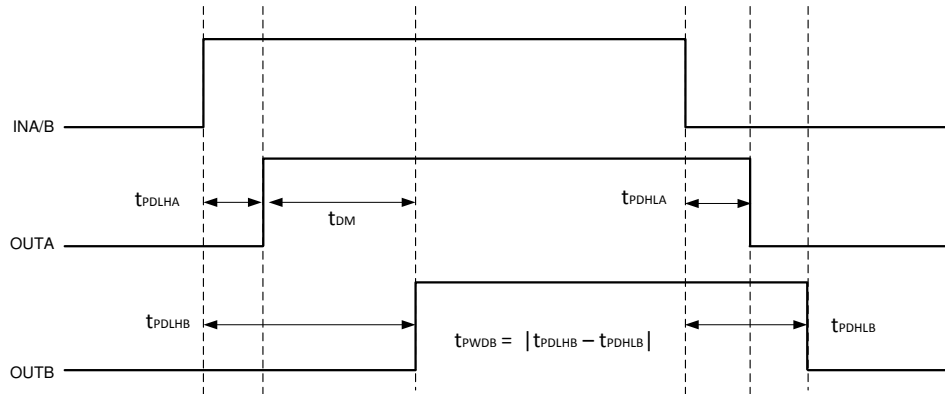 INA/B
tPDLHA
tDM
tPDHLA
OUTA
tPDLHB
tPWDB = |tPDLHB – tPDHLB|
tPDHLB
OUTB